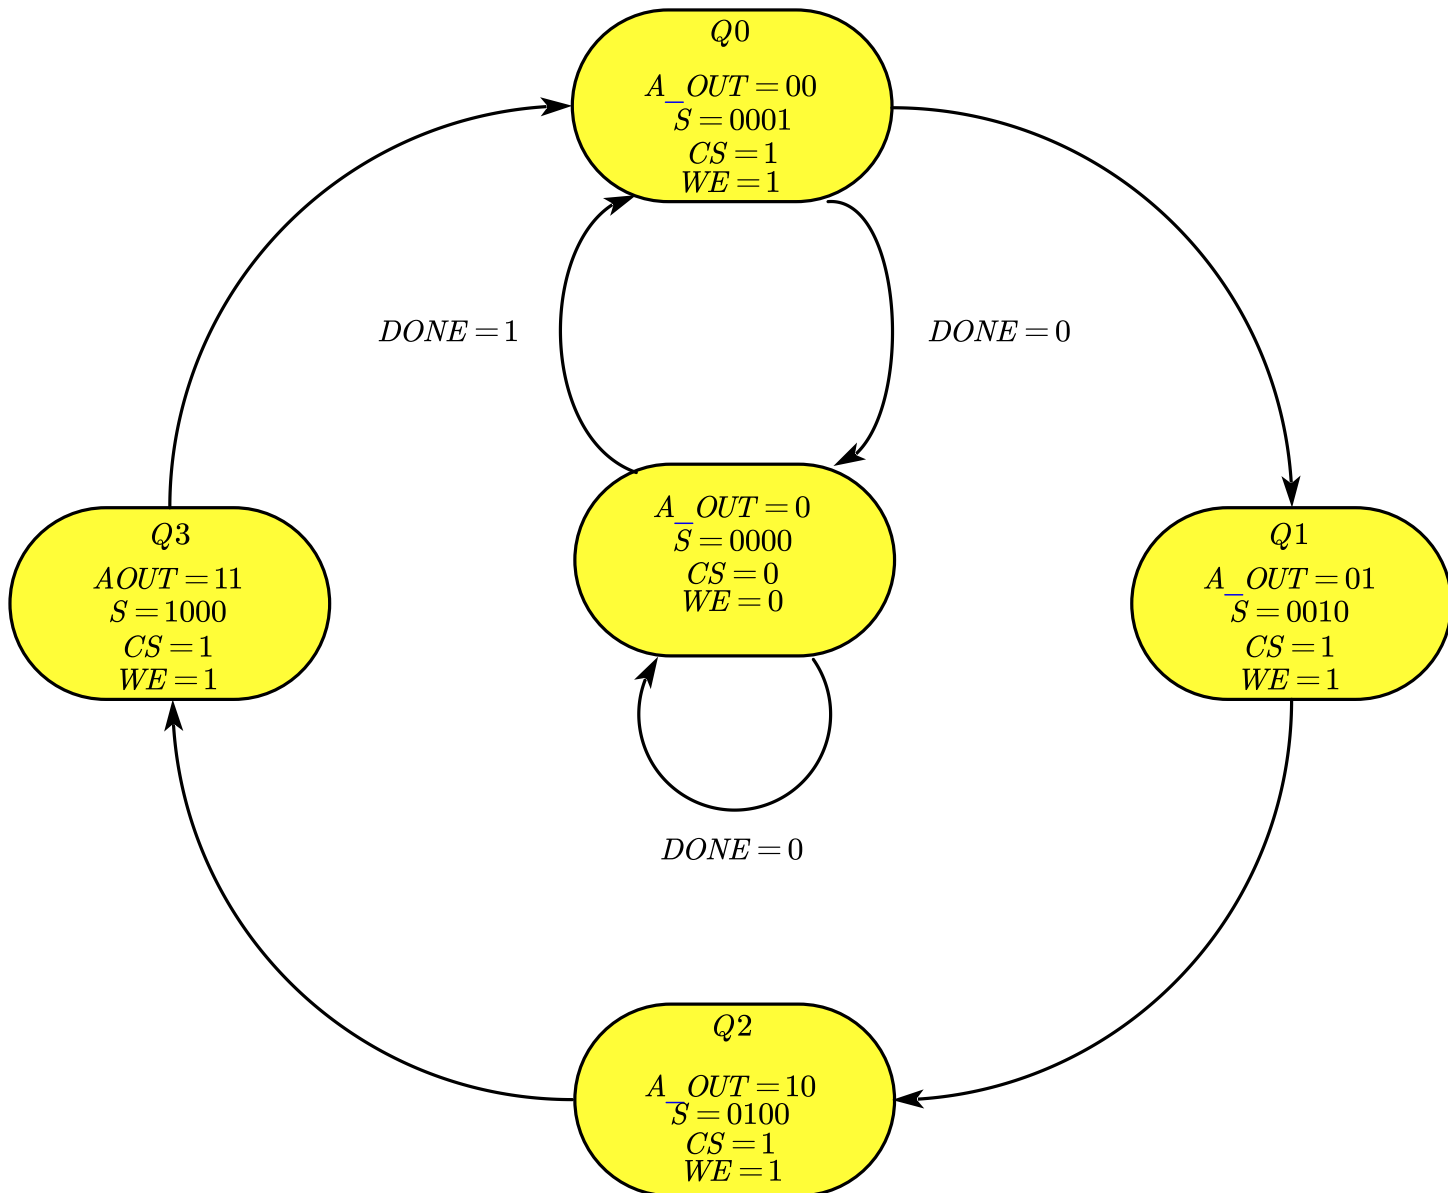 Q0
A_OUT=00
S=0001
CS=1
WE=1
DONE=1
DONE=0
A_OUT=0
S=0000
CS=0
WE=0
Q3
AOUT=11
S=1000
CS=1
WE=1
Q1
A_OUT=01
S=0010
CS=1
WE=1
DONE=0
Q2
A_OUT=10
S=0100
CS=1
WE=1